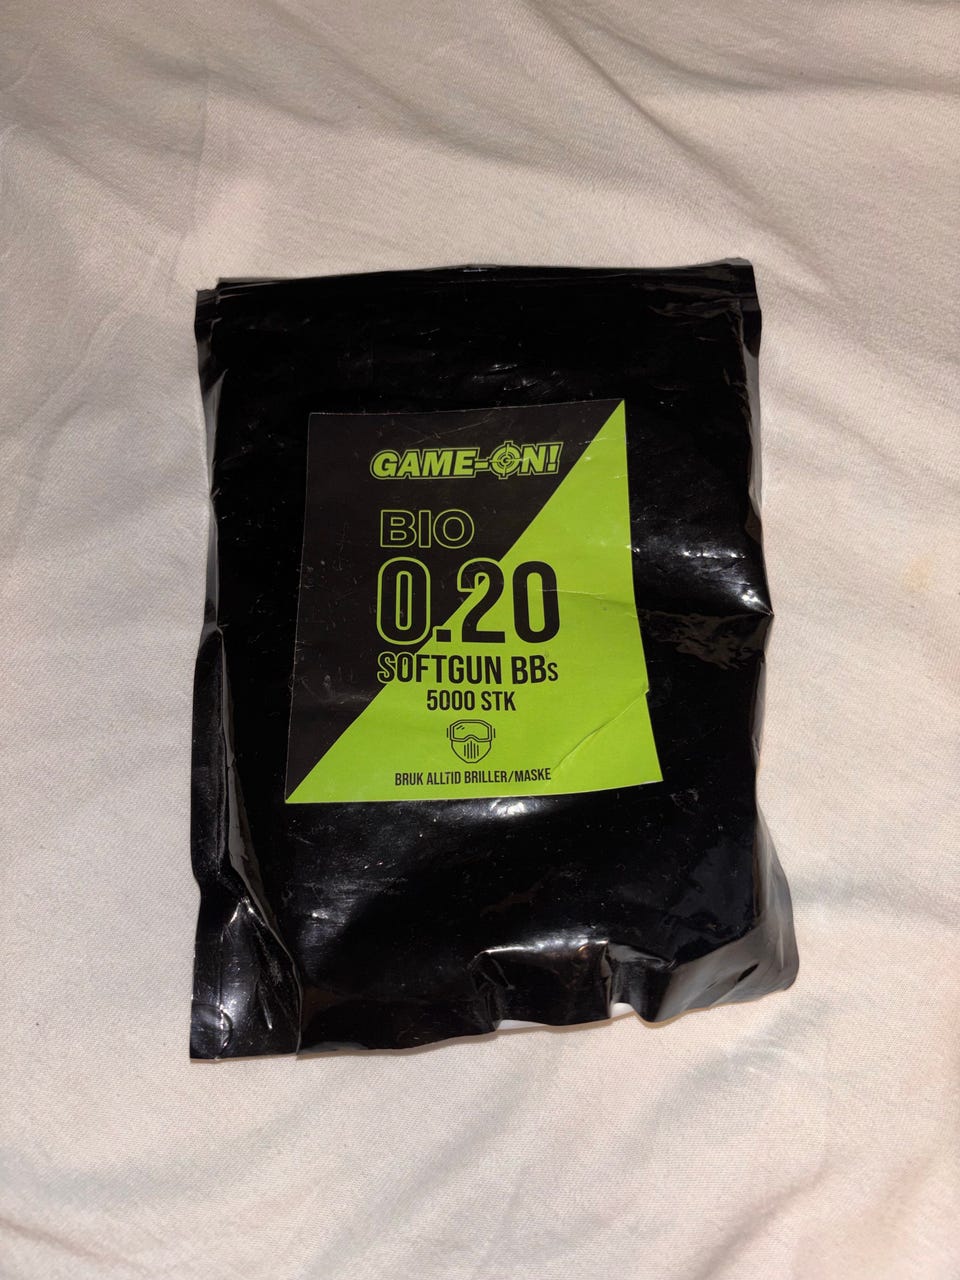 GAME-ON!
BIO
0.20
SOFTGUN BBs
5000 STK
BRUK ALLTID BRILLER/MASKE